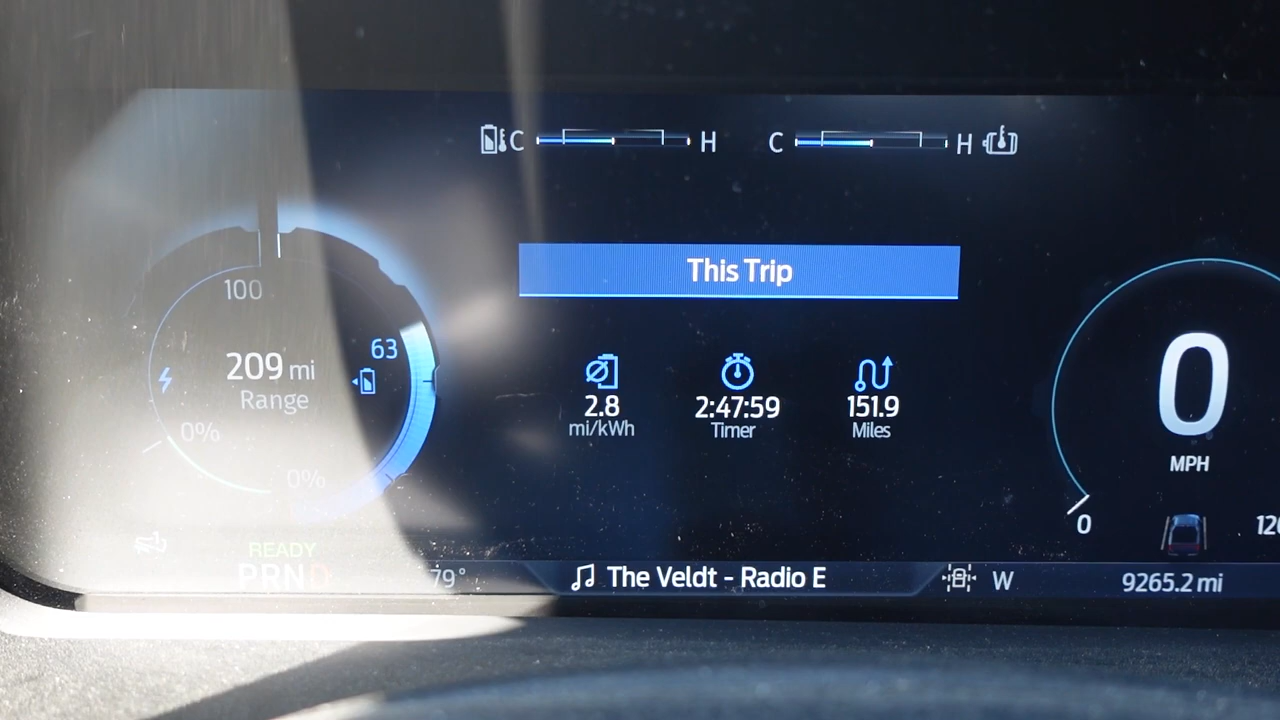 C H C H
This Trip
100
63
209 mi
Range
0%
0%
2.8
mi/kWh
2:47:59
Timer
151.9
Miles
0
MPH
0
READY
PRND
79°
The Veldt - Radio E
W
9265.2 mi